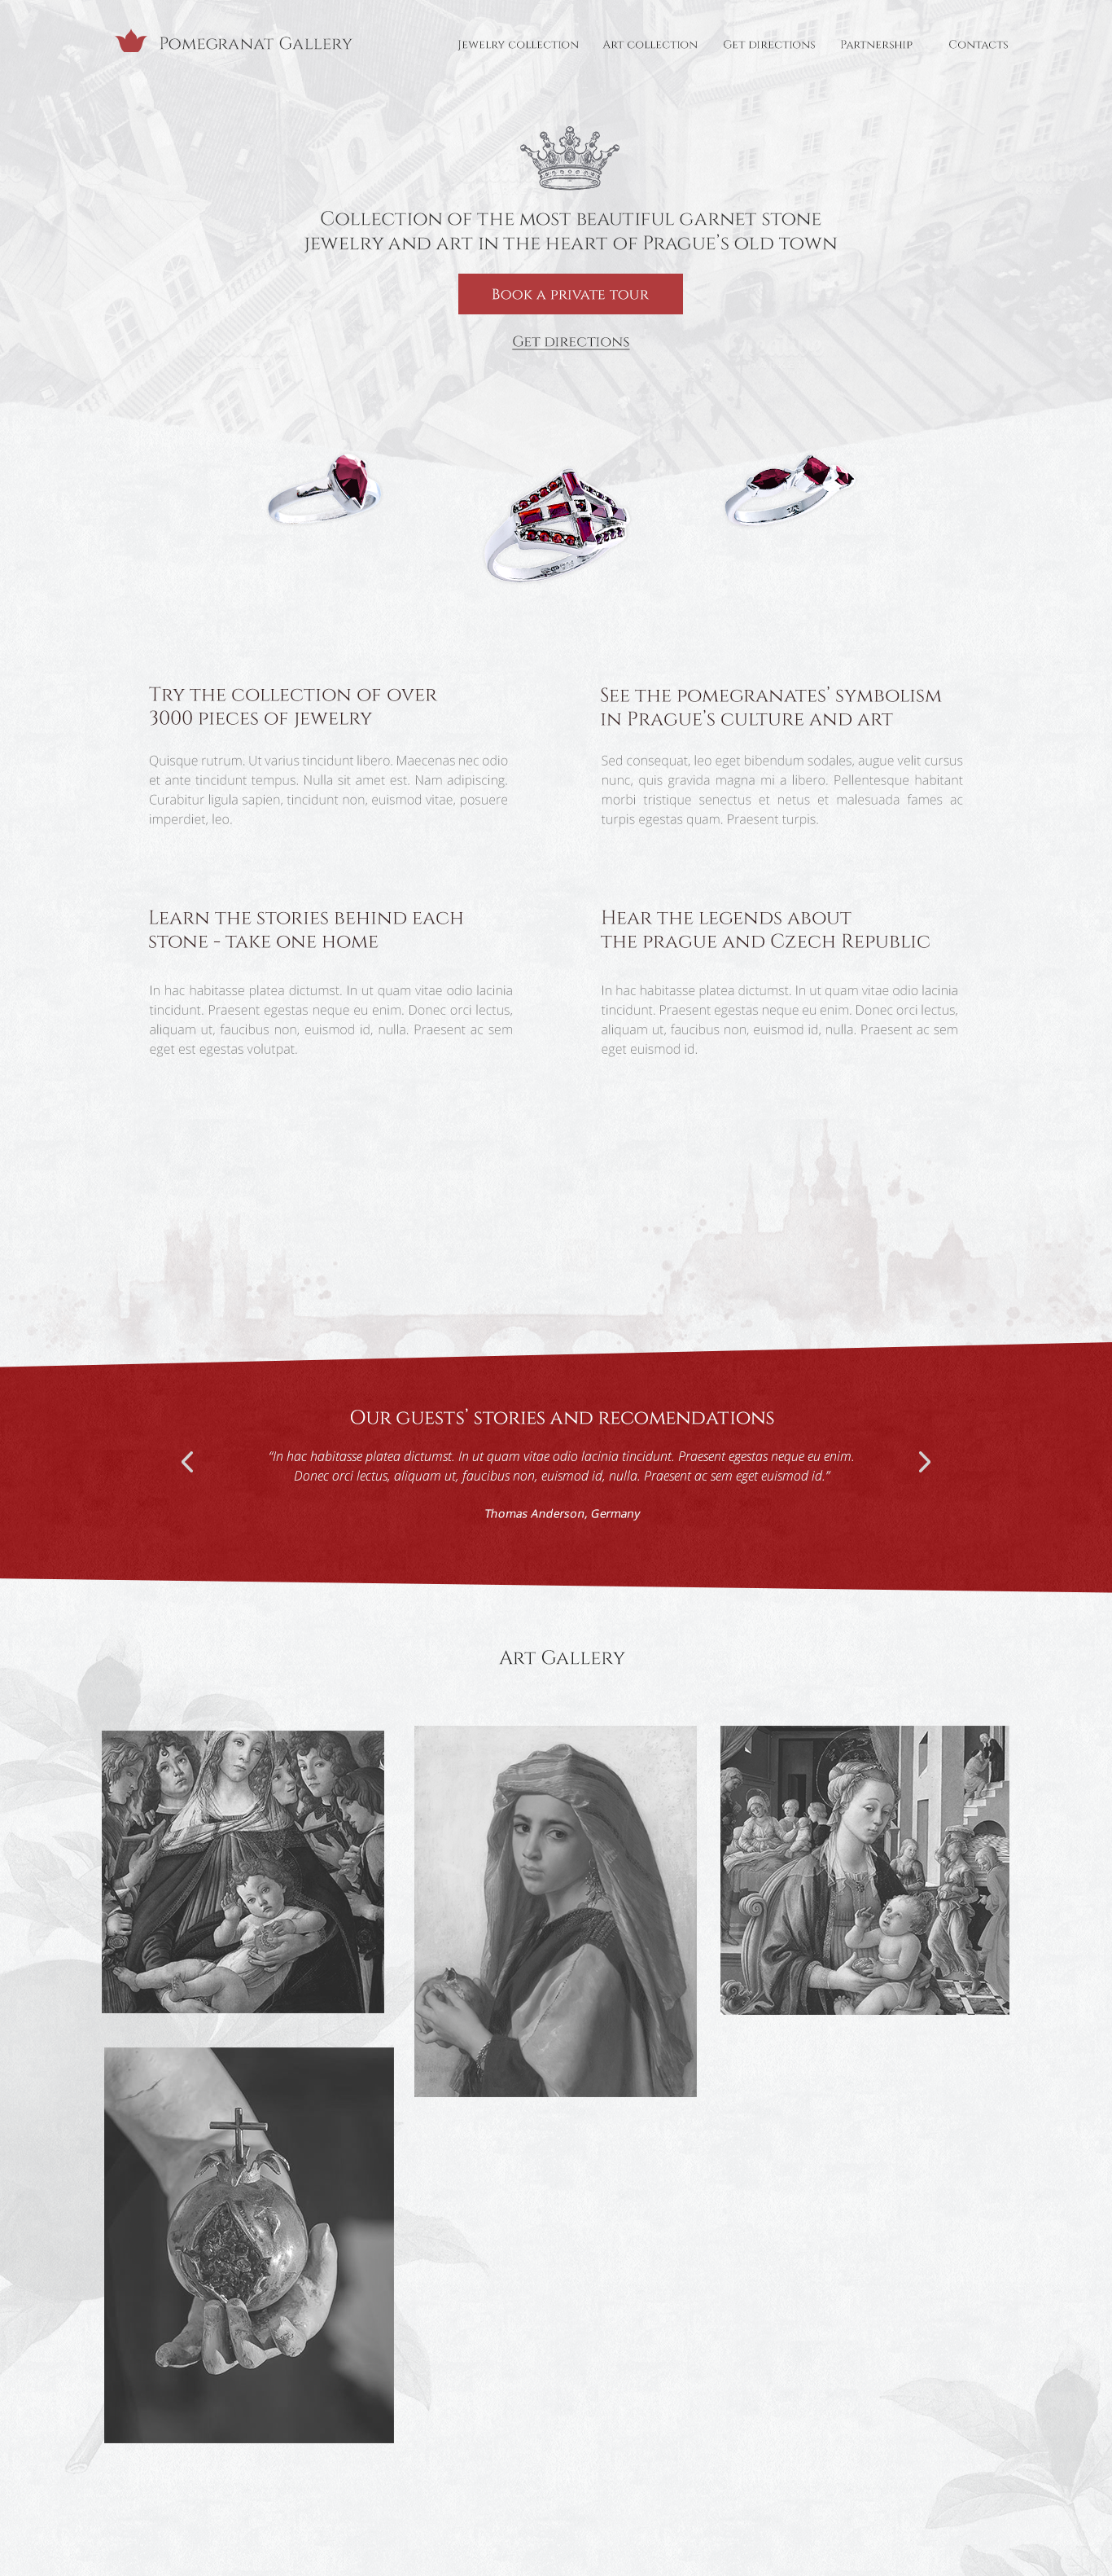 Pomegranat Gallery
Jewelry collection
Art collection
Get directions
Partnership
Contacts
Collection of the most beautiful garnet stone
jewelry and art in the heart of Prague’s old town
Book a private tour
Get directions
Try the collection of over
3000 pieces of jewelry
Quisque rutrum. Ut varius tincidunt libero. Maecenas nec odio
et ante tincidunt tempus. Nulla sit amet est. Nam adipiscing.
Curabitur ligula sapien, tincidunt non, euismod vitae, posuere
imperdiet, leo.
See the pomegranates’ symbolism
in Prague’s culture and art
Sed consequat, leo eget bibendum sodales, augue velit cursus
nunc, quis gravida magna mi a libero. Pellentesque habitant
morbi tristique senectus et netus et malesuada fames ac
turpis egestas quam. Praesent turpis.
Learn the stories behind each
stone - take one home
In hac habitasse platea dictumst. In ut quam vitae odio lacinia
tincidunt. Praesent egestas neque eu enim. Donec orci lectus,
aliquam ut, faucibus non, euismod id, nulla. Praesent ac sem
eget est egestas volutpat.
Hear the legends about
the prague and Czech Republic
In hac habitasse platea dictumst. In ut quam vitae odio lacinia
tincidunt. Praesent egestas neque eu enim. Donec orci lectus,
aliquam ut, faucibus non, euismod id, nulla. Praesent ac sem
eget euismod id.
Our guests’ stories and recomendations
“In hac habitasse platea dictumst. In ut quam vitae odio lacinia tincidunt. Praesent egestas neque eu enim.
Donec orci lectus, aliquam ut, faucibus non, euismod id, nulla. Praesent ac sem eget euismod id.”
Thomas Anderson, Germany
Art Gallery